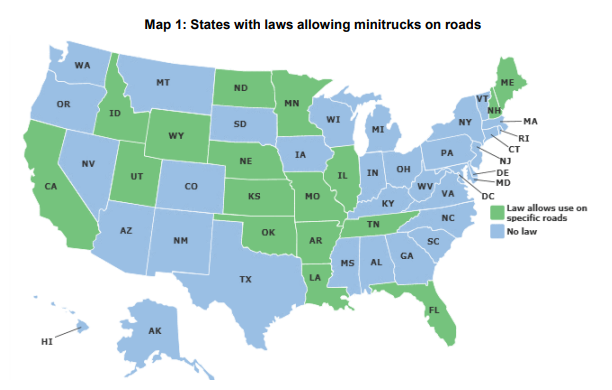 Map 1: States with laws allowing minitrucks on roads
WA
MT
ND
MN
ME
VT
NH
OR
ID
WY
SD
WI
MI
NY
MA
RI
CT
NJ
DE
MD
DC
NV
UT
CO
NE
IA
IL
IN
OH
PA
WV
VA
CA
KS
MO
KY
NC
AZ
NM
OK
AR
TN
SC
TX
LA
MS
AL
GA
FL
HI
AK
Law allows use on
specific roads
No law